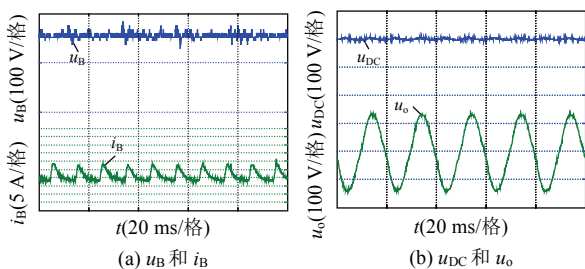 u_B(100 V/格)
i_B(5 A/格)
u_B
i_B
t(20 ms/格)
(a) u_B 和 i_B
u_DC(100 V/格)
u_o(100 V/格)
u_DC
u_o
t(20 ms/格)
(b) u_DC 和 u_o